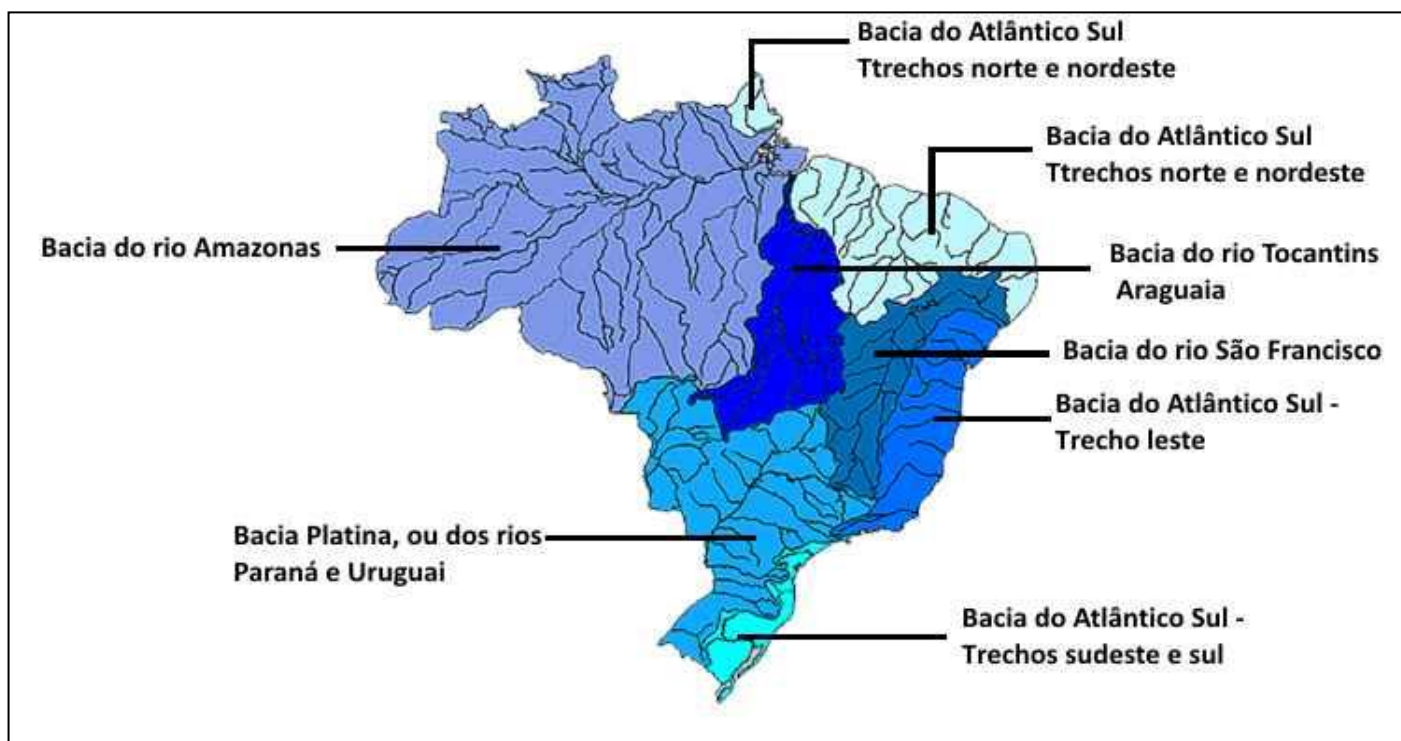 Bacia do Atlântico Sul
Ttrechos norte e nordeste
Bacia do Atlântico Sul
Ttrechos norte e nordeste
Bacia do rio Amazonas
Bacia do rio Tocantins
Araguaia
Bacia do rio São Francisco
Bacia do Atlântico Sul -
Trecho leste
Bacia Platina, ou dos rios
Paraná e Uruguai
Bacia do Atlântico Sul -
Trechos sudeste e sul